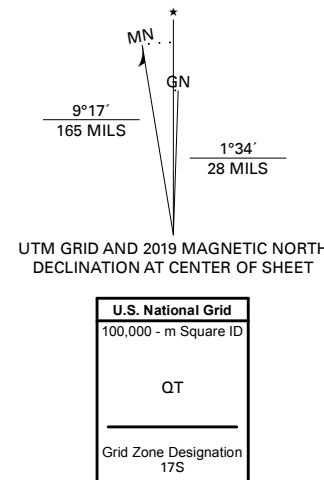 ★
MN
GN
9°17´
165 MILS
1°34´
28 MILS
UTM GRID AND 2019 MAGNETIC NORTH
DECLINATION AT CENTER OF SHEET
U.S. National Grid
100,000 - m Square ID
QT
Grid Zone Designation
17S